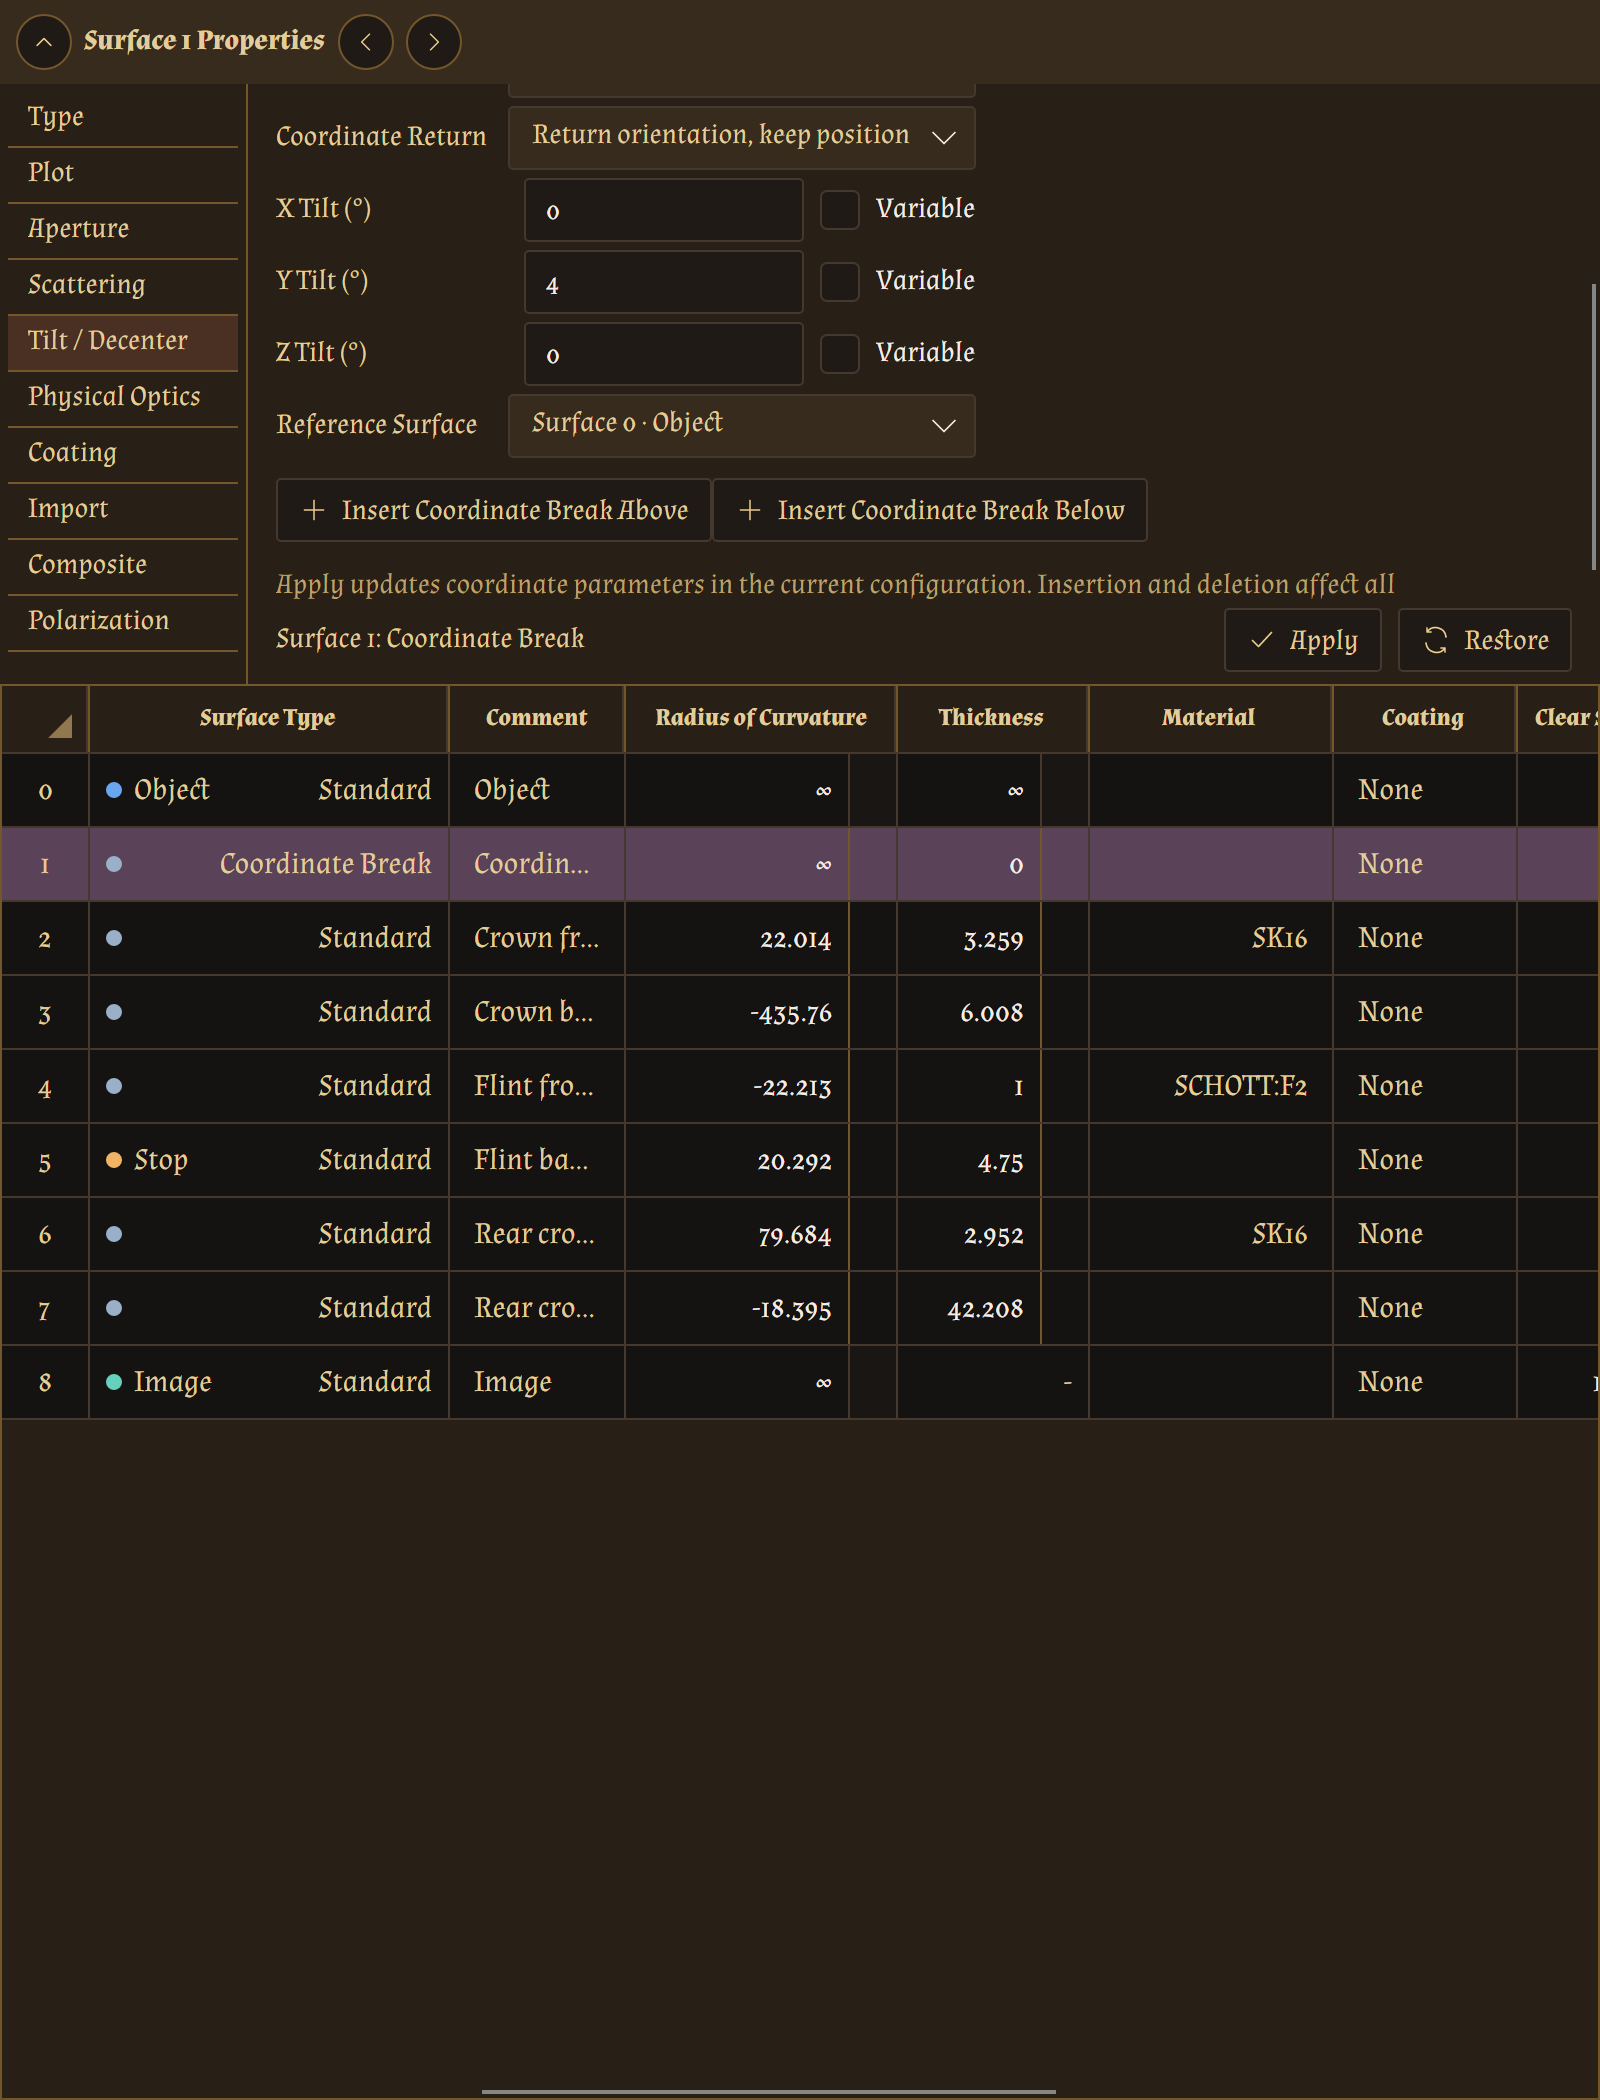 Surface 1 Properties
Type
Plot
Aperture
Scattering
Tilt / Decenter
Physical Optics
Coating
Import
Composite
Polarization
Coordinate Return Return orientation, keep position
X Tilt (°) 0 Variable
Y Tilt (°) 4 Variable
Z Tilt (°) 0 Variable
Reference Surface Surface 0 · Object
Insert Coordinate Break Above Insert Coordinate Break Below
Apply updates coordinate parameters in the current configuration. Insertion and deletion affect all
Surface 1: Coordinate Break Apply Restore
Surface Type Comment Radius of Curvature Thickness Material Coating Clear
0 Object Standard Object ∞ ∞ None
1 Coordinate Break Coordin... ∞ 0 None
2 Standard Crown fr... 22.014 3.259 SK16 None
3 Standard Crown b... -435.76 6.008 None
4 Standard Flint fro... -22.213 1 SCHOTT:F2 None
5 Stop Standard Flint ba... 20.292 4.75 None
6 Standard Rear cro... 79.684 2.952 SK16 None
7 Standard Rear cro... -18.395 42.208 None
8 Image Standard Image ∞ - None